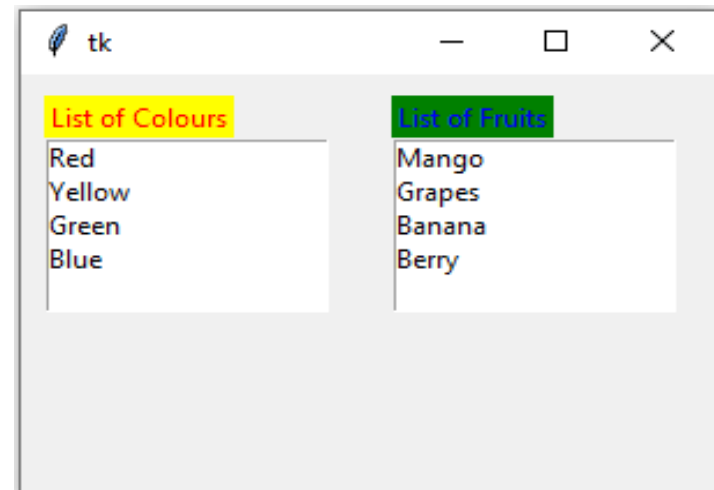 tk
List of Colours
Red
Yellow
Green
Blue
List of Fruits
Mango
Grapes
Banana
Berry